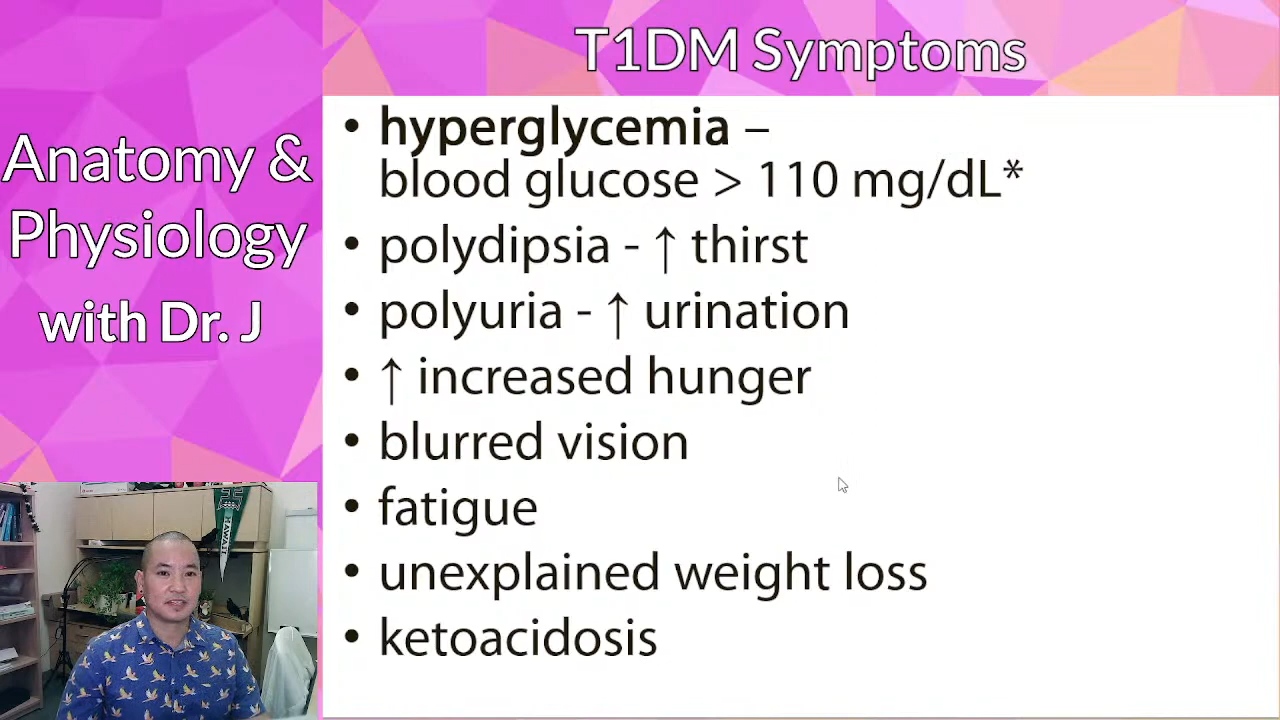 T1DM Symptoms
Anatomy &
Physiology
with Dr. J
• hyperglycemia –
blood glucose > 110 mg/dL*
• polydipsia - ↑ thirst
• polyuria - ↑ urination
• ↑ increased hunger
• blurred vision
• fatigue
• unexplained weight loss
• ketoacidosis
HAWAII